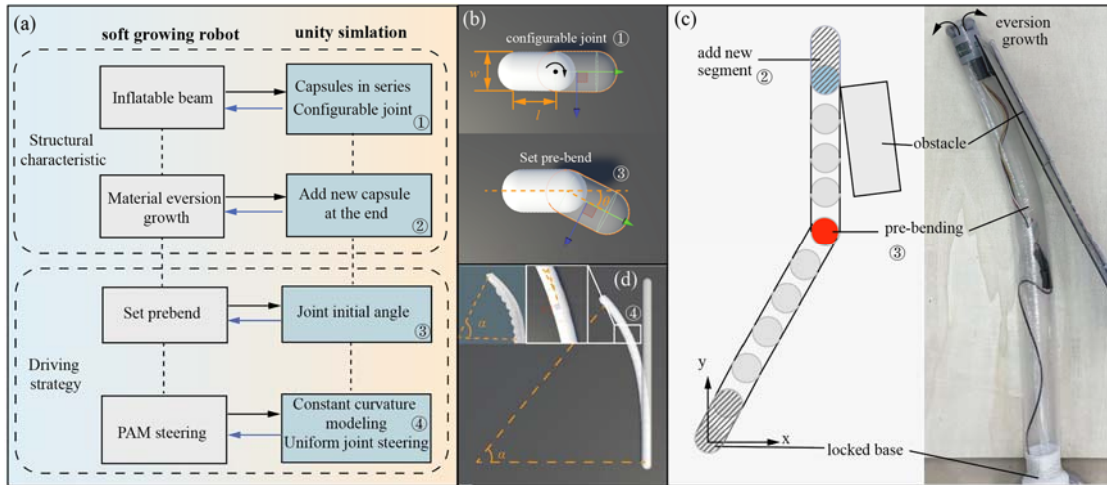 (a)
soft growing robot
unity simlation
Inflatable beam
Capsules in series
Configurable joint
①
Structural
characteristic
Material eversion
growth
Add new capsule
at the end
②
Set prebend
Joint initial angle
③
Driving
strategy
PAM steering
Constant curvature
modeling
④
Uniform joint steering
(b)
configurable joint ①
w
l
Set pre-bend
③
θ
(d)
④
α
α
(c)
add new
segment ②
eversion
growth
obstacle
pre-bending
③
y
x
locked base